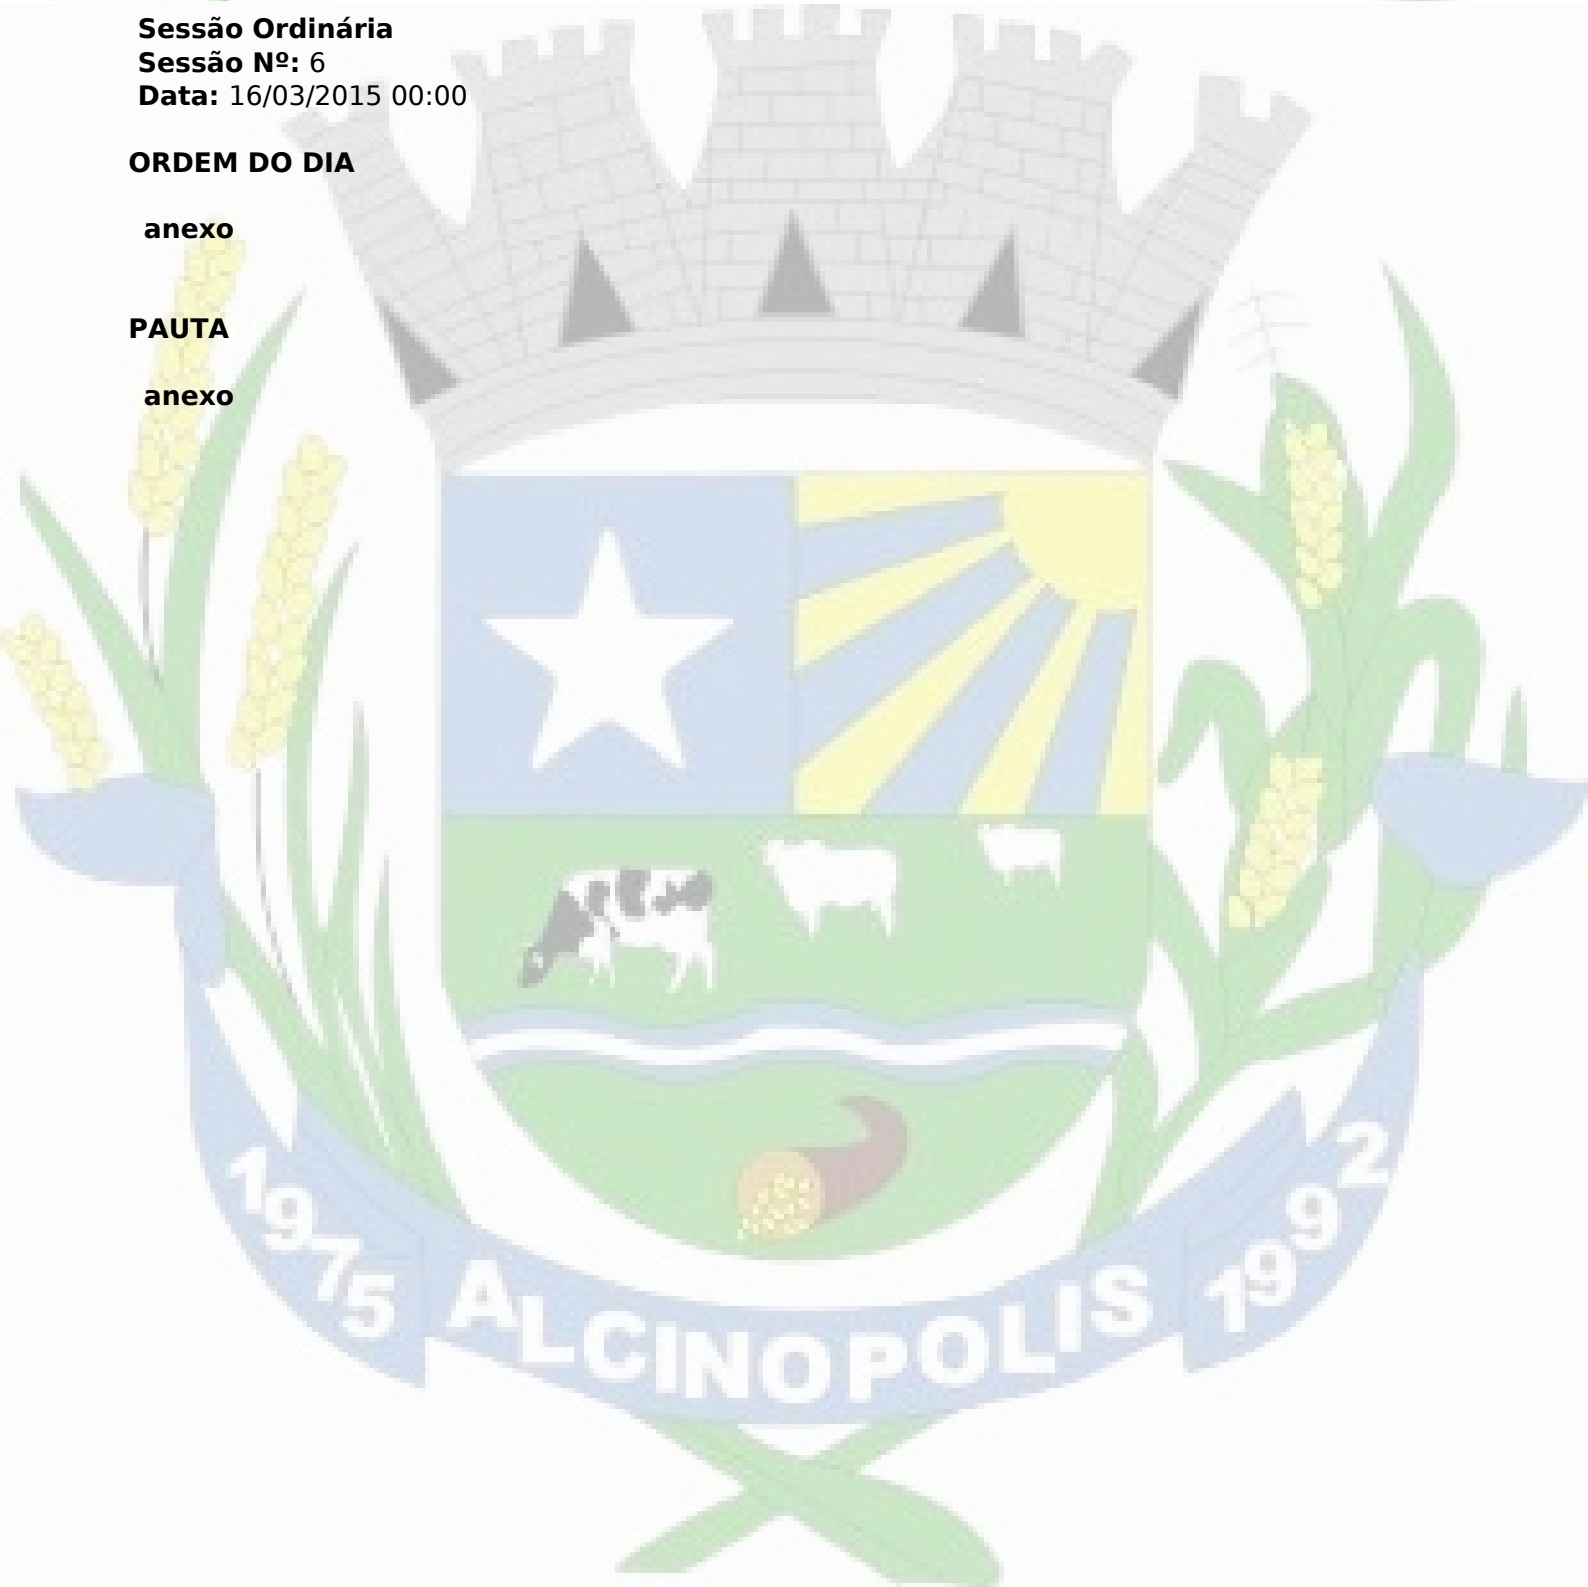 Sessão Ordinária
Sessão Nº: 6
Data: 16/03/2015 00:00
ORDEM DO DIA
anexo
PAUTA
anexo
1975 ALCINOPOLIS 1992